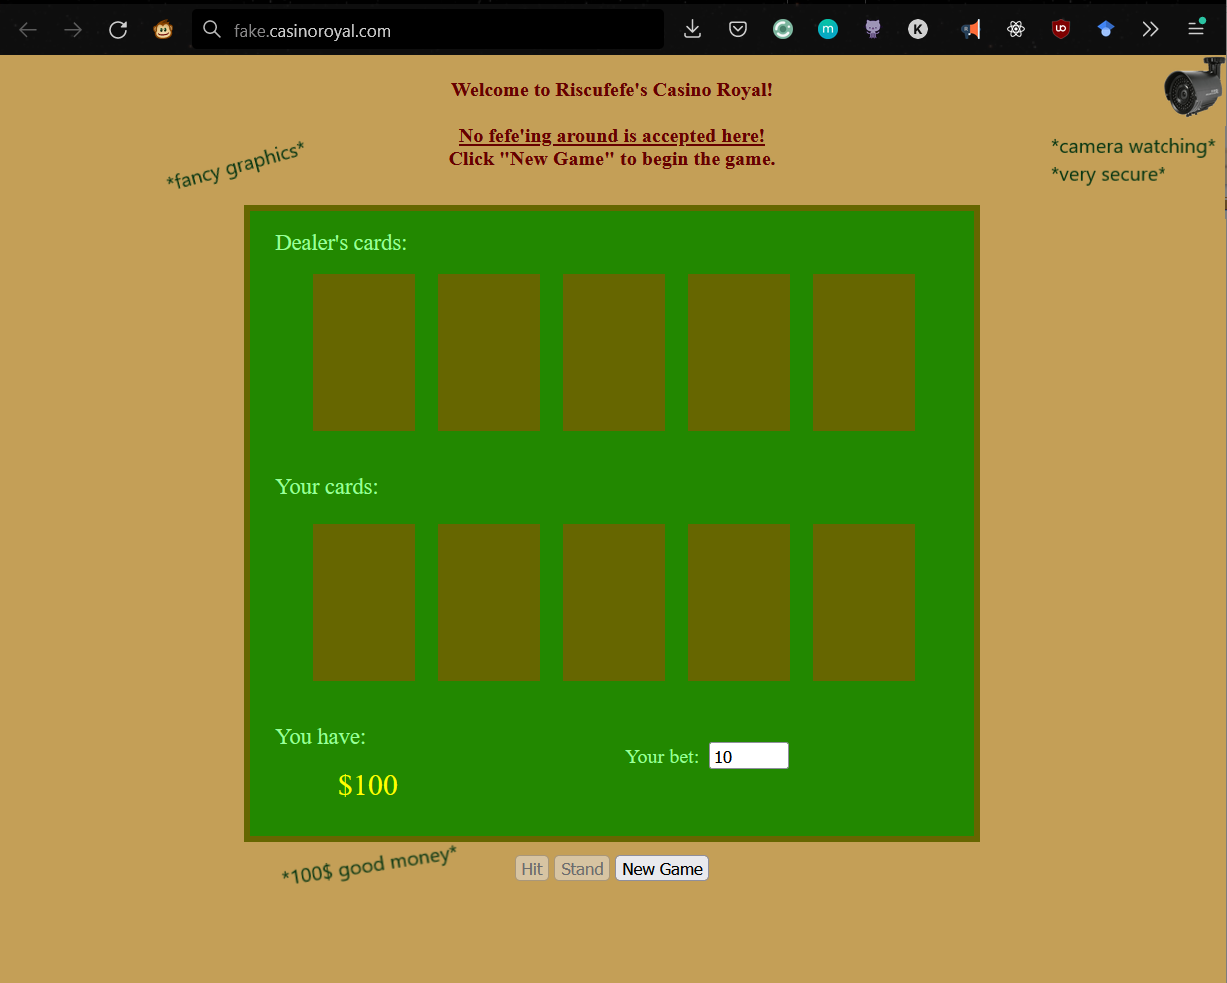 fake.casinoroyal.com
m
K
uo
Welcome to Riscufefe's Casino Royal!
No fefe'ing around is accepted here!
Click "New Game" to begin the game.
*fancy graphics*
*camera watching*
*very secure*
Dealer's cards:
Your cards:
You have:
$100
Your bet: 10
*100$ good money*
Hit Stand New Game